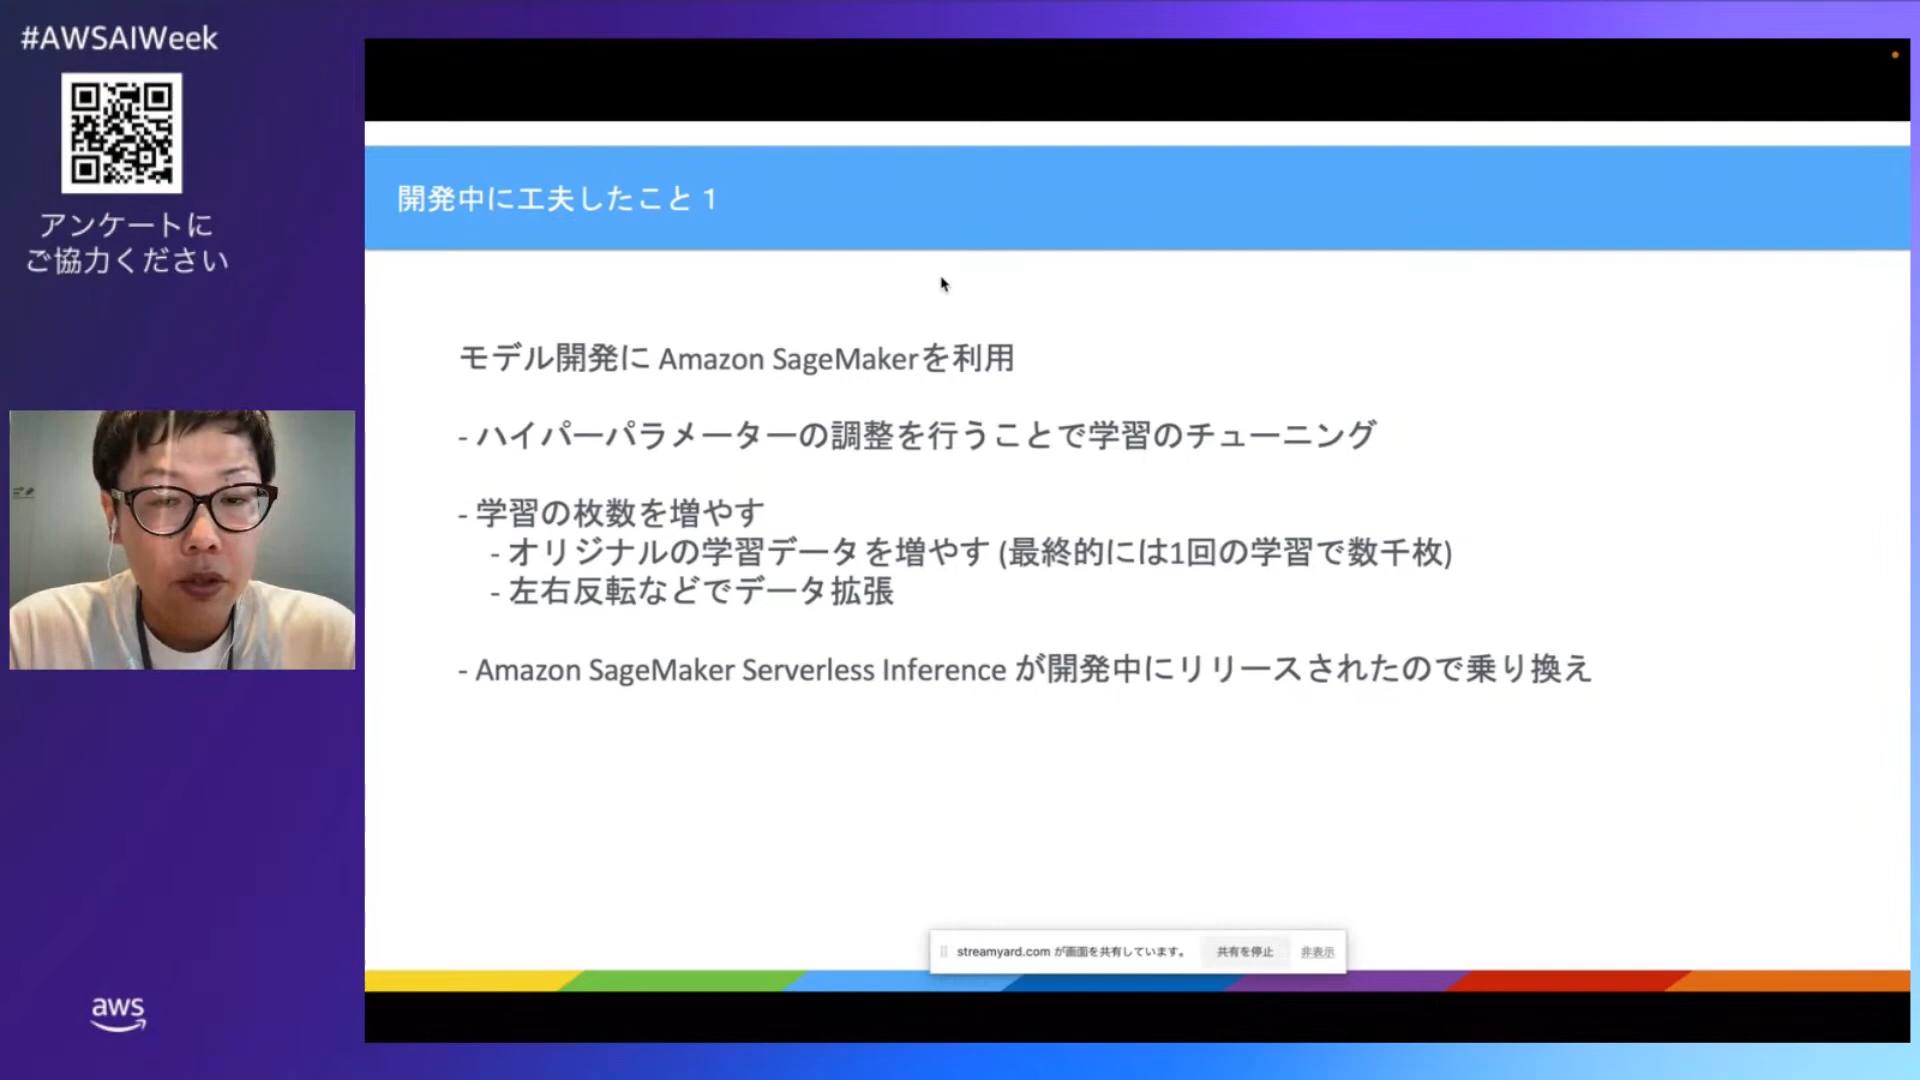 #AWSAIWeek
アンケートに
ご協力ください
aws
開発中に工夫したこと 1
モデル開発に Amazon SageMakerを利用
- ハイパーパラメーターの調整を行うことで学習のチューニング
- 学習の枚数を増やす
- オリジナルの学習データを増やす (最終的には1回の学習で数千枚)
- 左右反転などでデータ拡張
- Amazon SageMaker Serverless Inference が開発中にリリースされたので乗り換え
streamyard.com が画面を共有しています。 共有を停止 非表示